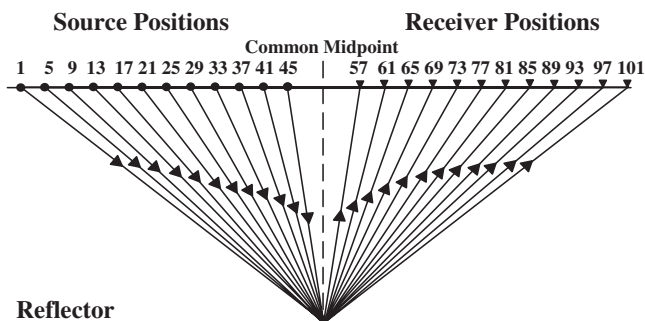 Source Positions Receiver Positions
Common Midpoint
1 5 9 13 17 21 25 29 33 37 41 45 57 61 65 69 73 77 81 85 89 93 97 101
Reflector